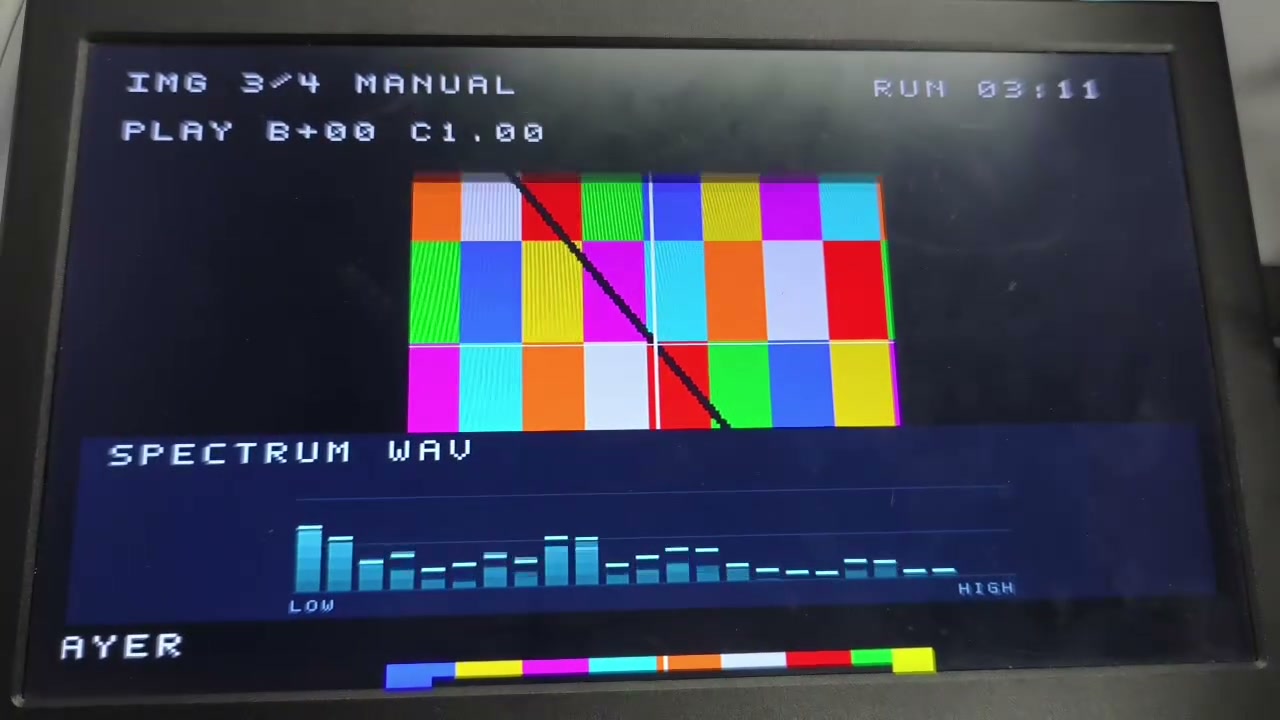 IMG 3/4 MANUAL
RUN 03:11
PLAY B+00 C1.00
SPECTRUM WAV
LOW
HIGH
AYER